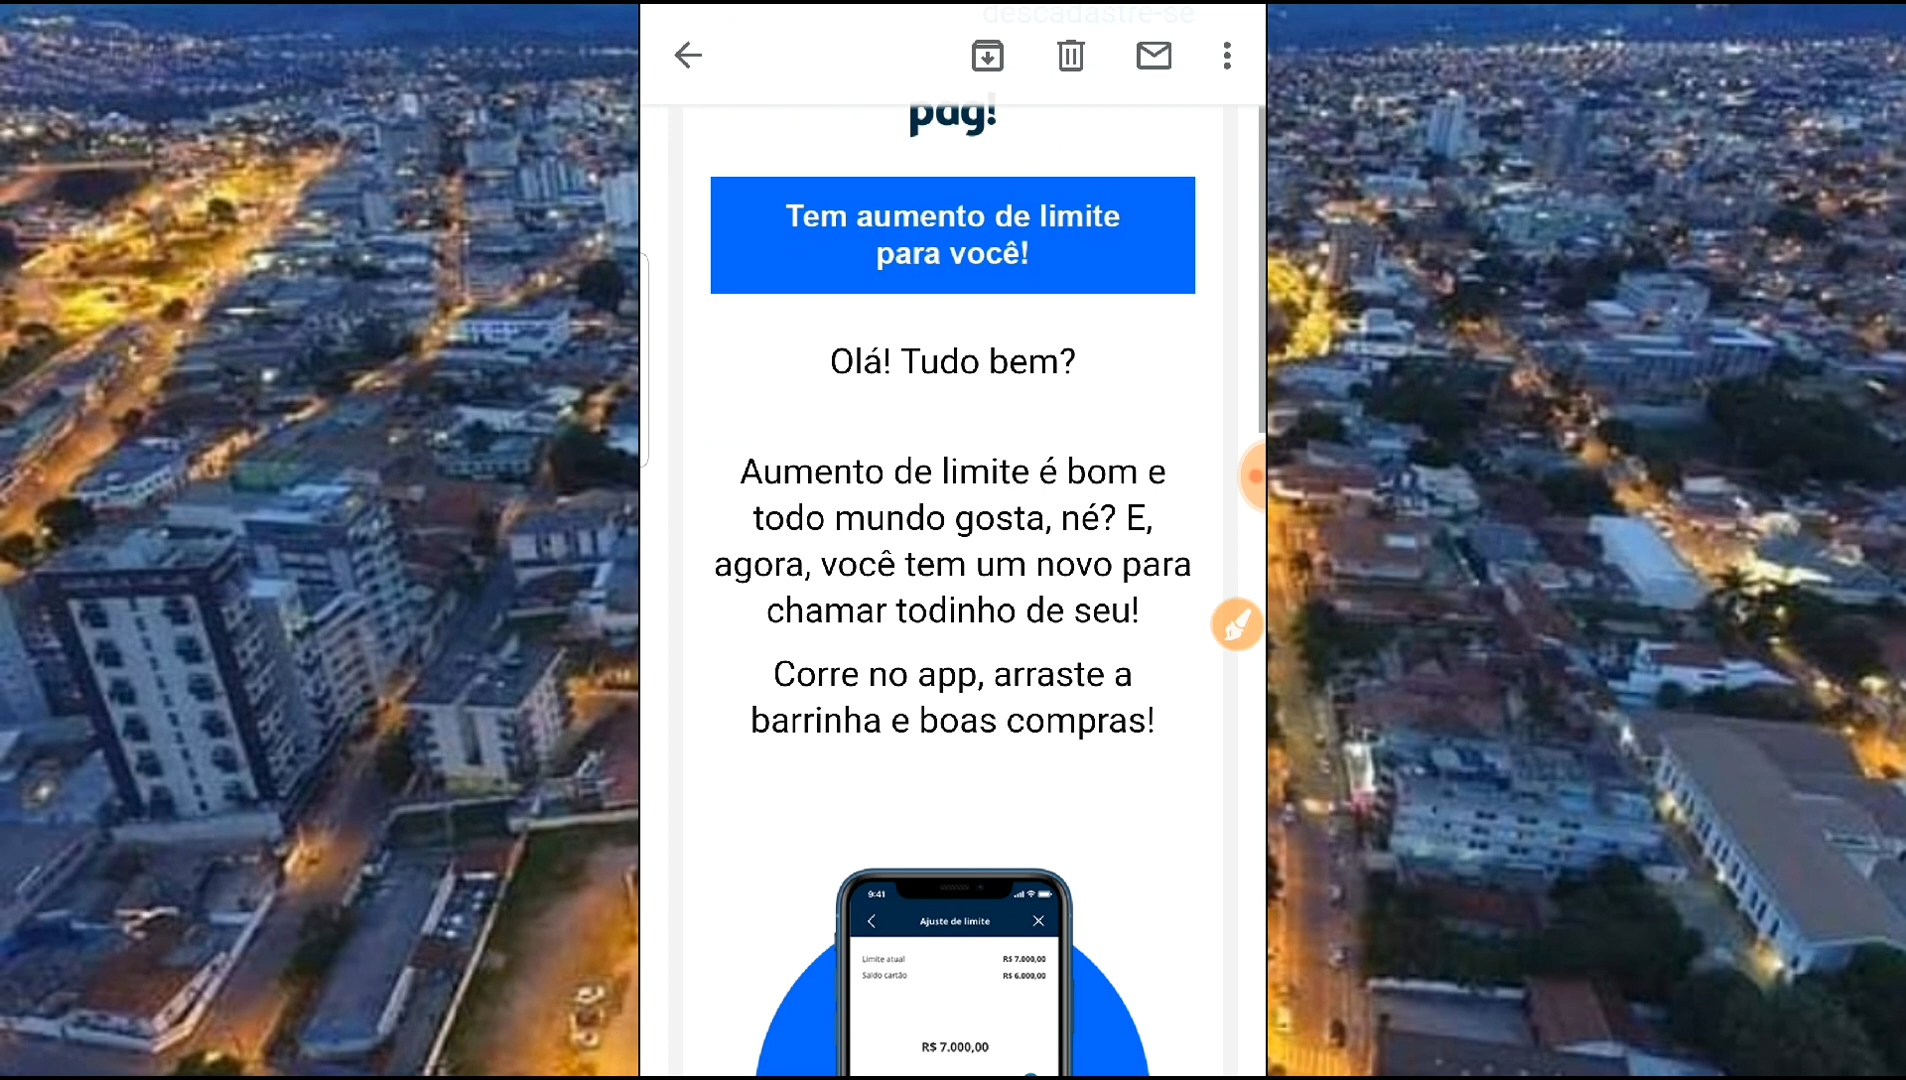 descadastre-se
pag!
Tem aumento de limite
para você!
Olá! Tudo bem?
Aumento de limite é bom e
todo mundo gosta, né? E,
agora, você tem um novo para
chamar todinho de seu!
Corre no app, arraste a
barrinha e boas compras!
9:41
Ajuste de limite
Limite atual R$ 7.000,00
Saldo cartão R$ 6.000,00
R$ 7.000,00